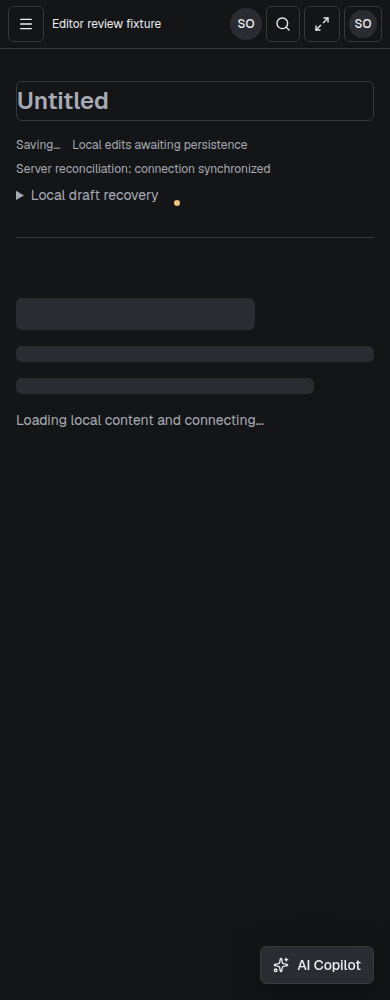 Editor review fixture SO SO
Untitled
Saving… Local edits awaiting persistence
Server reconciliation: connection synchronized
Local draft recovery
Loading local content and connecting…
AI Copilot